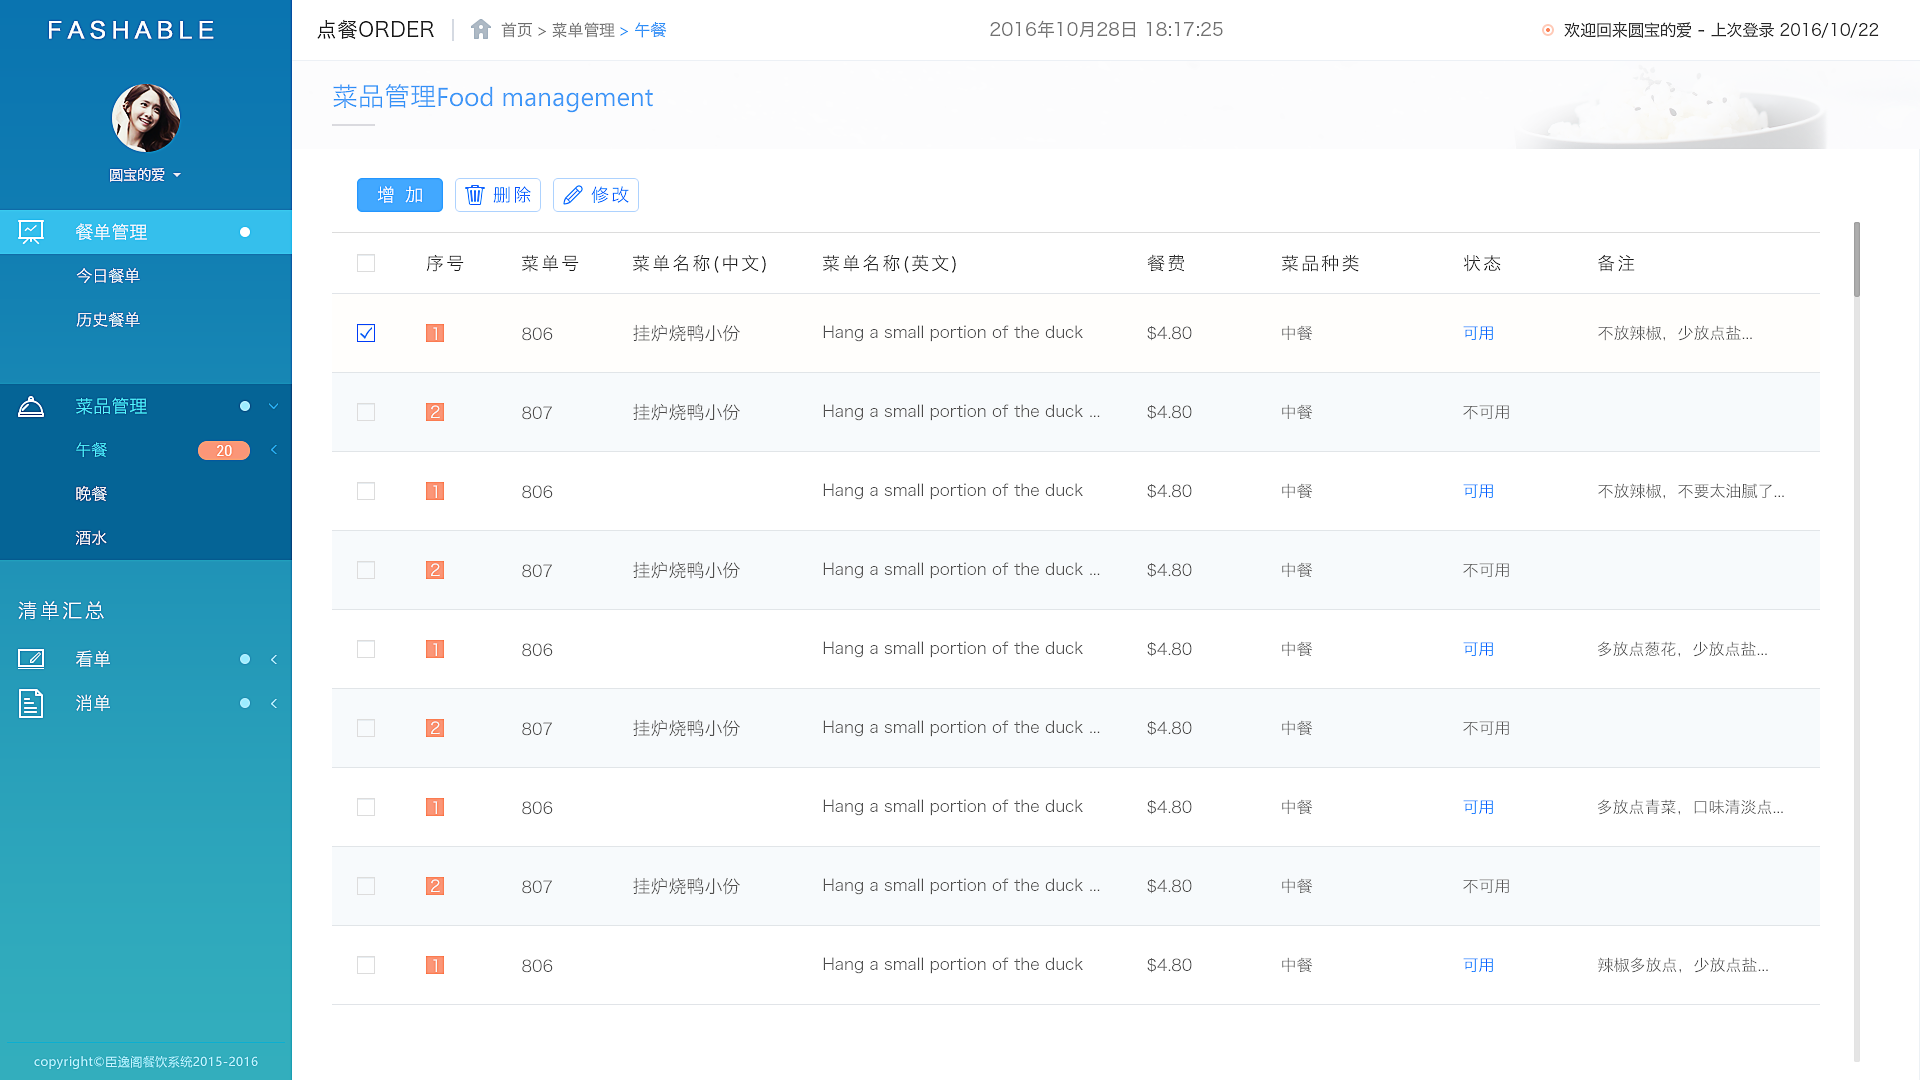 FASHABLE
圆宝的爱
餐单管理
今日餐单
历史餐单
菜品管理
午餐 20
晚餐
酒水
清单汇总
看单
消单
copyright©臣逸阁餐饮系统2015-2016
点餐ORDER 首页 > 菜单管理 > 午餐 2016年10月28日 18:17:25 欢迎回来圆宝的爱 - 上次登录 2016/10/22
菜品管理Food management
增 加 删除 修改
序号 菜单号 菜单名称(中文) 菜单名称(英文) 餐费 菜品种类 状态 备注
1 806 挂炉烧鸭小份 Hang a small portion of the duck $4.80 中餐 可用 不放辣椒，少放点盐...
2 807 挂炉烧鸭小份 Hang a small portion of the duck ... $4.80 中餐 不可用
1 806 Hang a small portion of the duck $4.80 中餐 可用 不放辣椒，不要太油腻了...
2 807 挂炉烧鸭小份 Hang a small portion of the duck ... $4.80 中餐 不可用
1 806 Hang a small portion of the duck $4.80 中餐 可用 多放点葱花，少放点盐...
2 807 挂炉烧鸭小份 Hang a small portion of the duck ... $4.80 中餐 不可用
1 806 Hang a small portion of the duck $4.80 中餐 可用 多放点青菜，口味清淡点...
2 807 挂炉烧鸭小份 Hang a small portion of the duck ... $4.80 中餐 不可用
1 806 Hang a small portion of the duck $4.80 中餐 可用 辣椒多放点，少放点盐...